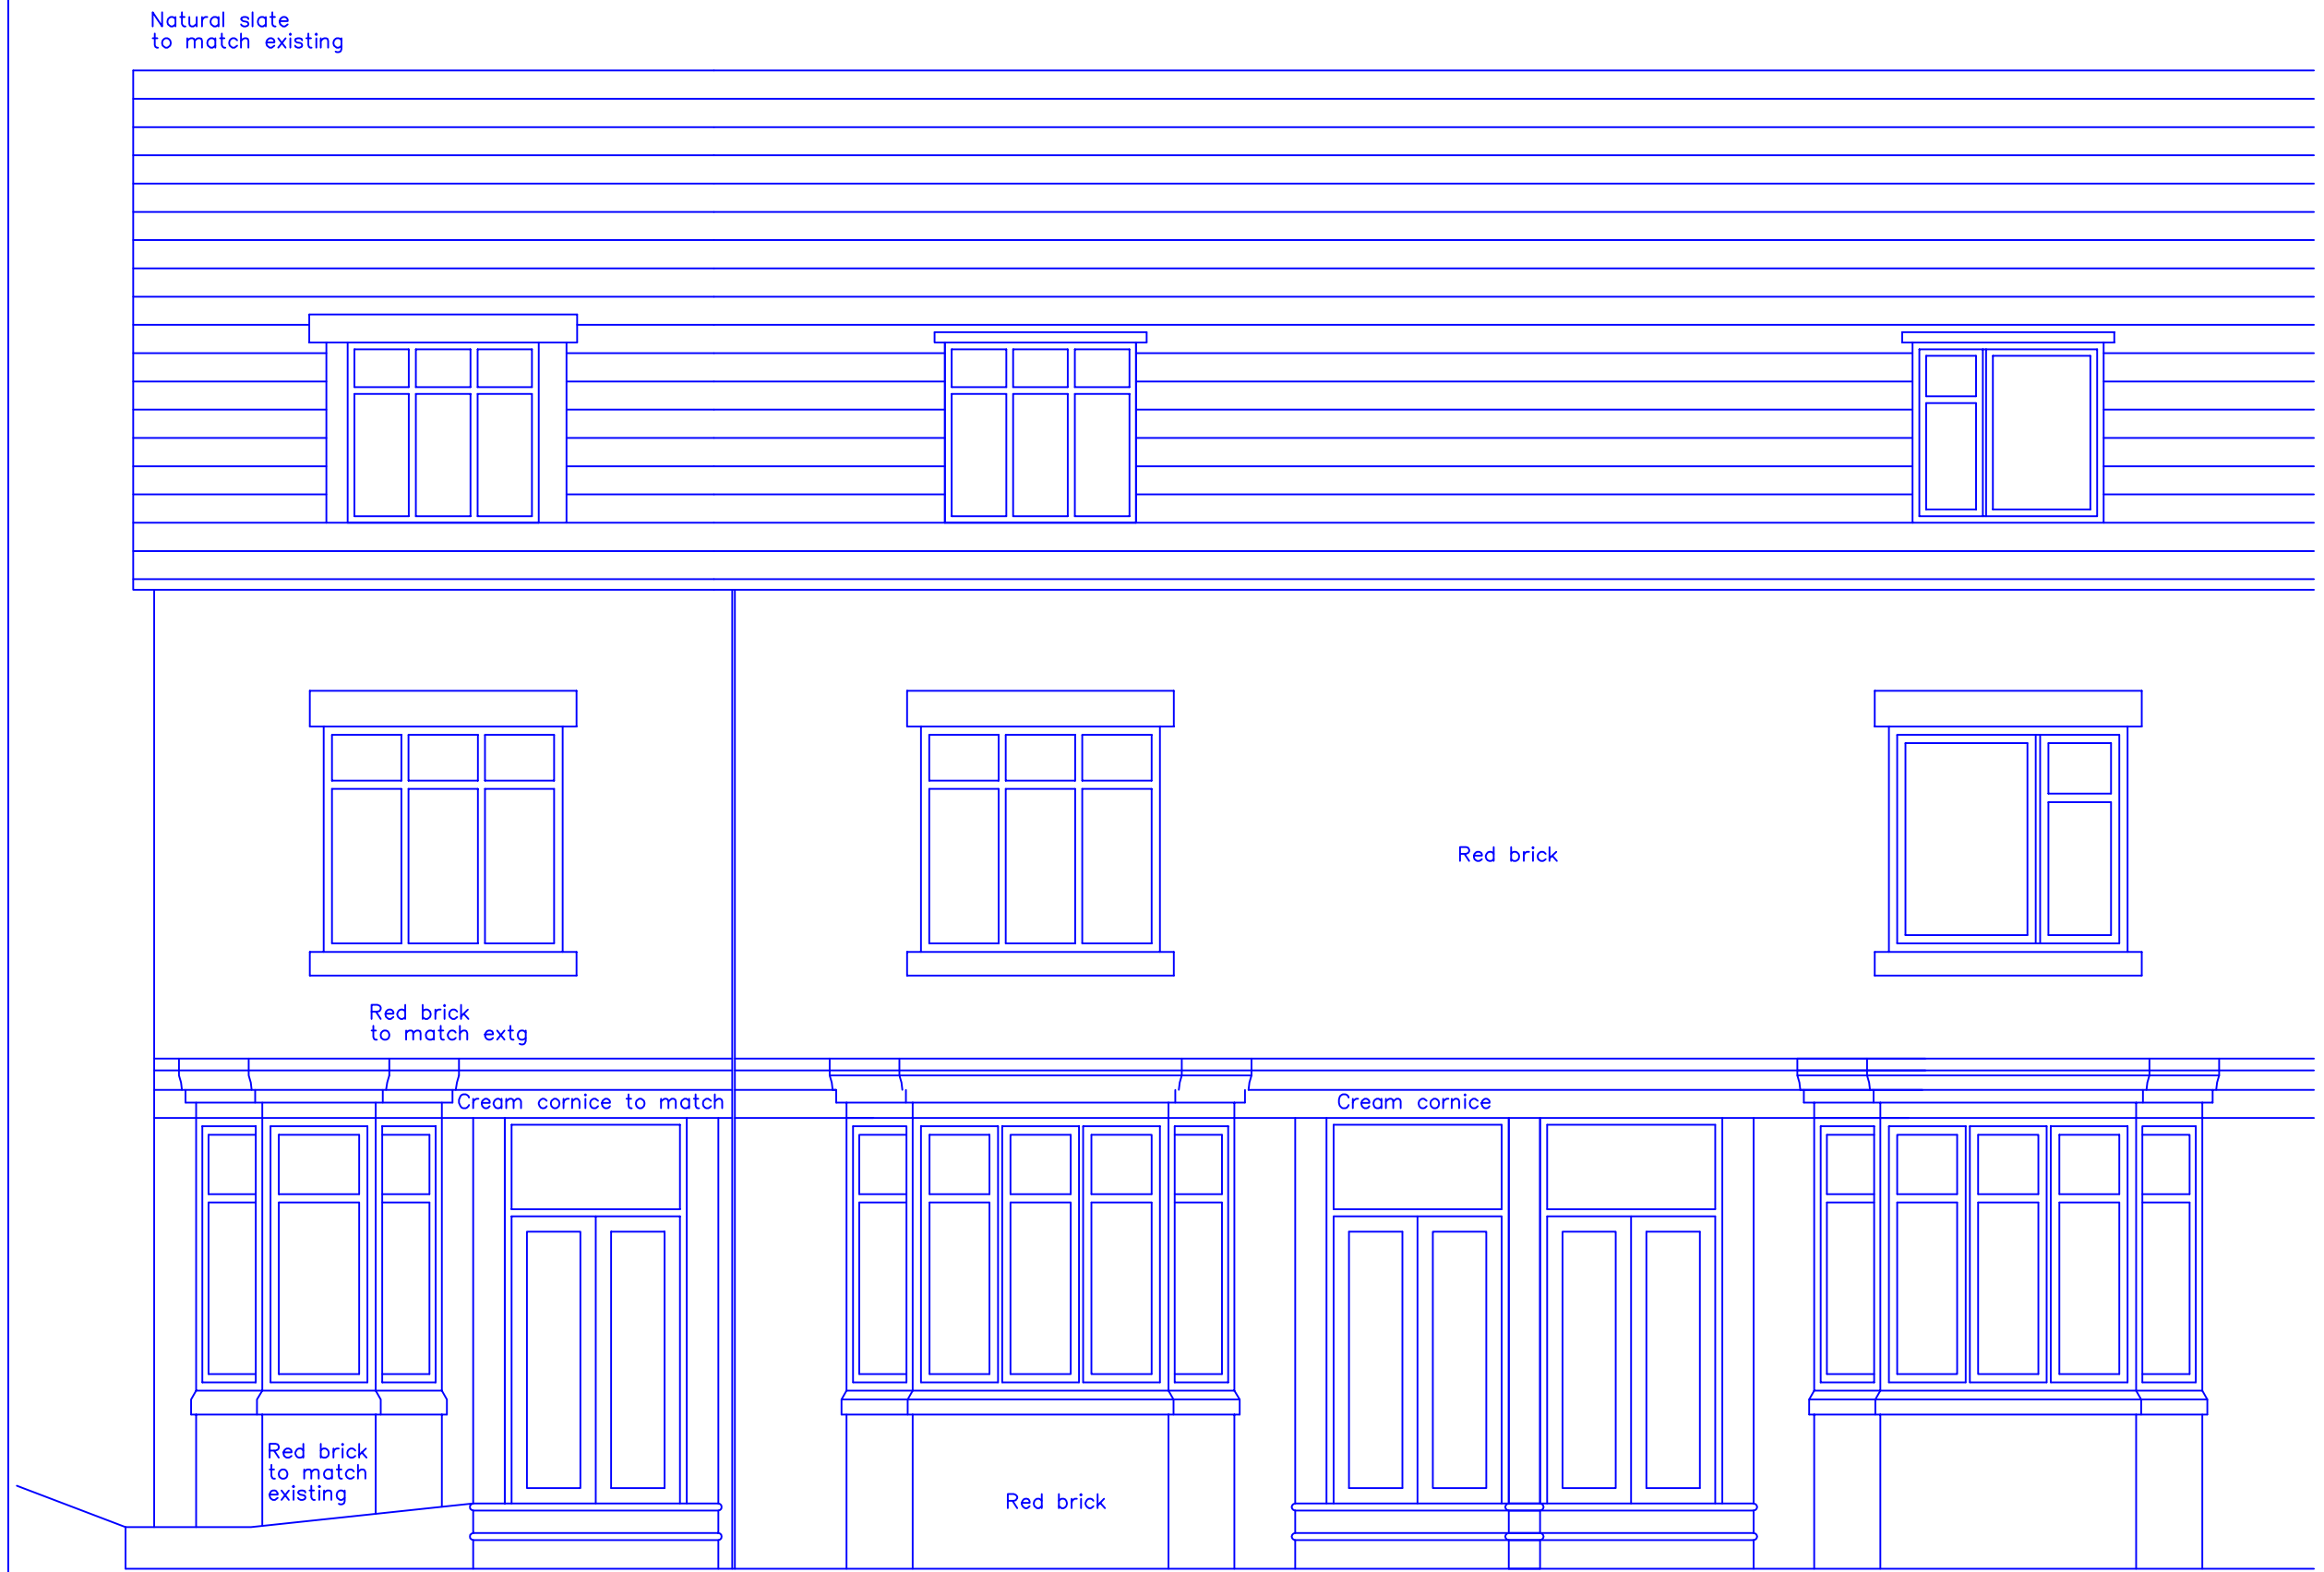 Natural slate
to match existing
Red brick
Red brick
to match extg
Cream cornice to match
Cream cornice
Red brick
to match
existing
Red brick